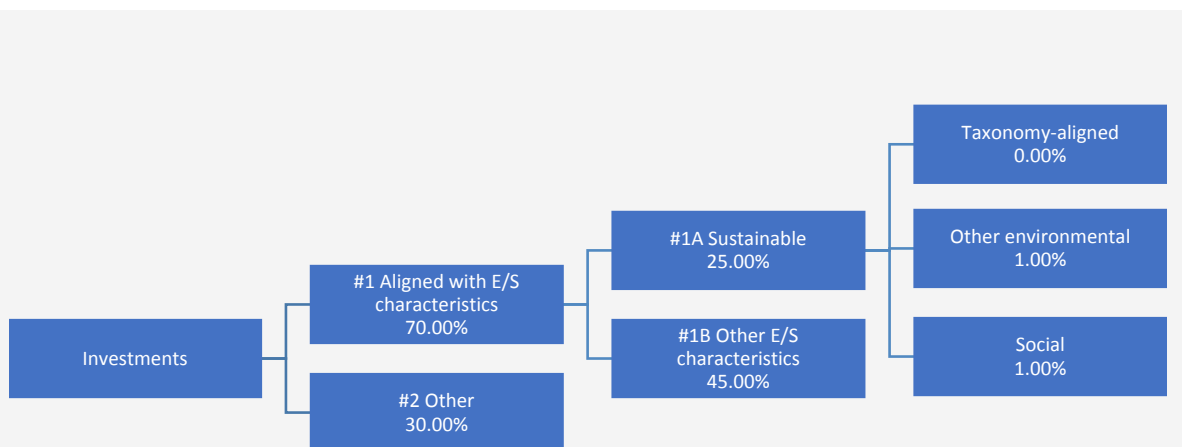 Investments
#1 Aligned with E/S
characteristics
70.00%
#2 Other
30.00%
#1A Sustainable
25.00%
#1B Other E/S
characteristics
45.00%
Taxonomy-aligned
0.00%
Other environmental
1.00%
Social
1.00%